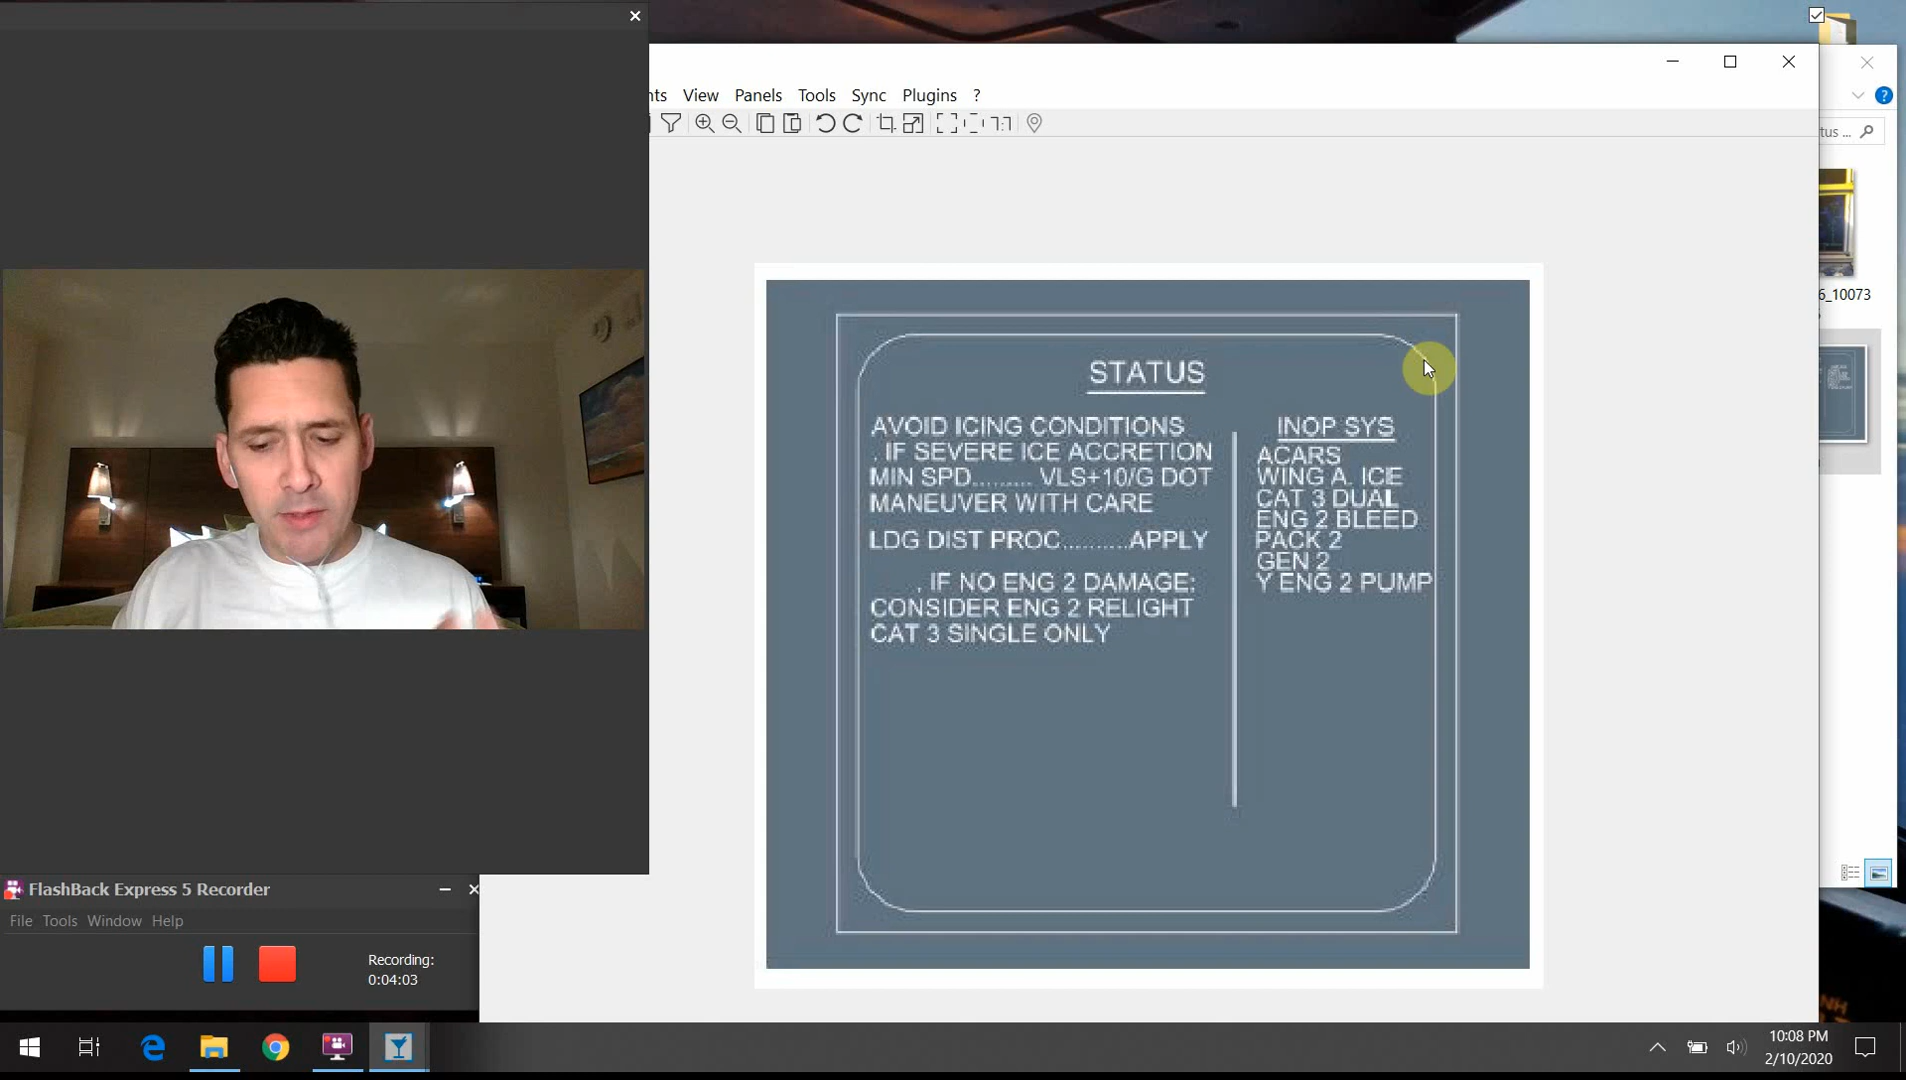 nts View Panels Tools Sync Plugins ?
tus ...
6_10073
STATUS
AVOID ICING CONDITIONS
. IF SEVERE ICE ACCRETION
MIN SPD......... VLS+10/G DOT
MANEUVER WITH CARE
LDG DIST PROC..........APPLY
. IF NO ENG 2 DAMAGE:
CONSIDER ENG 2 RELIGHT
CAT 3 SINGLE ONLY
INOP SYS
ACARS
WING A. ICE
CAT 3 DUAL
ENG 2 BLEED
PACK 2
GEN 2
Y ENG 2 PUMP
FlashBack Express 5 Recorder
File Tools Window Help
Recording:
0:04:03
10:08 PM
2/10/2020